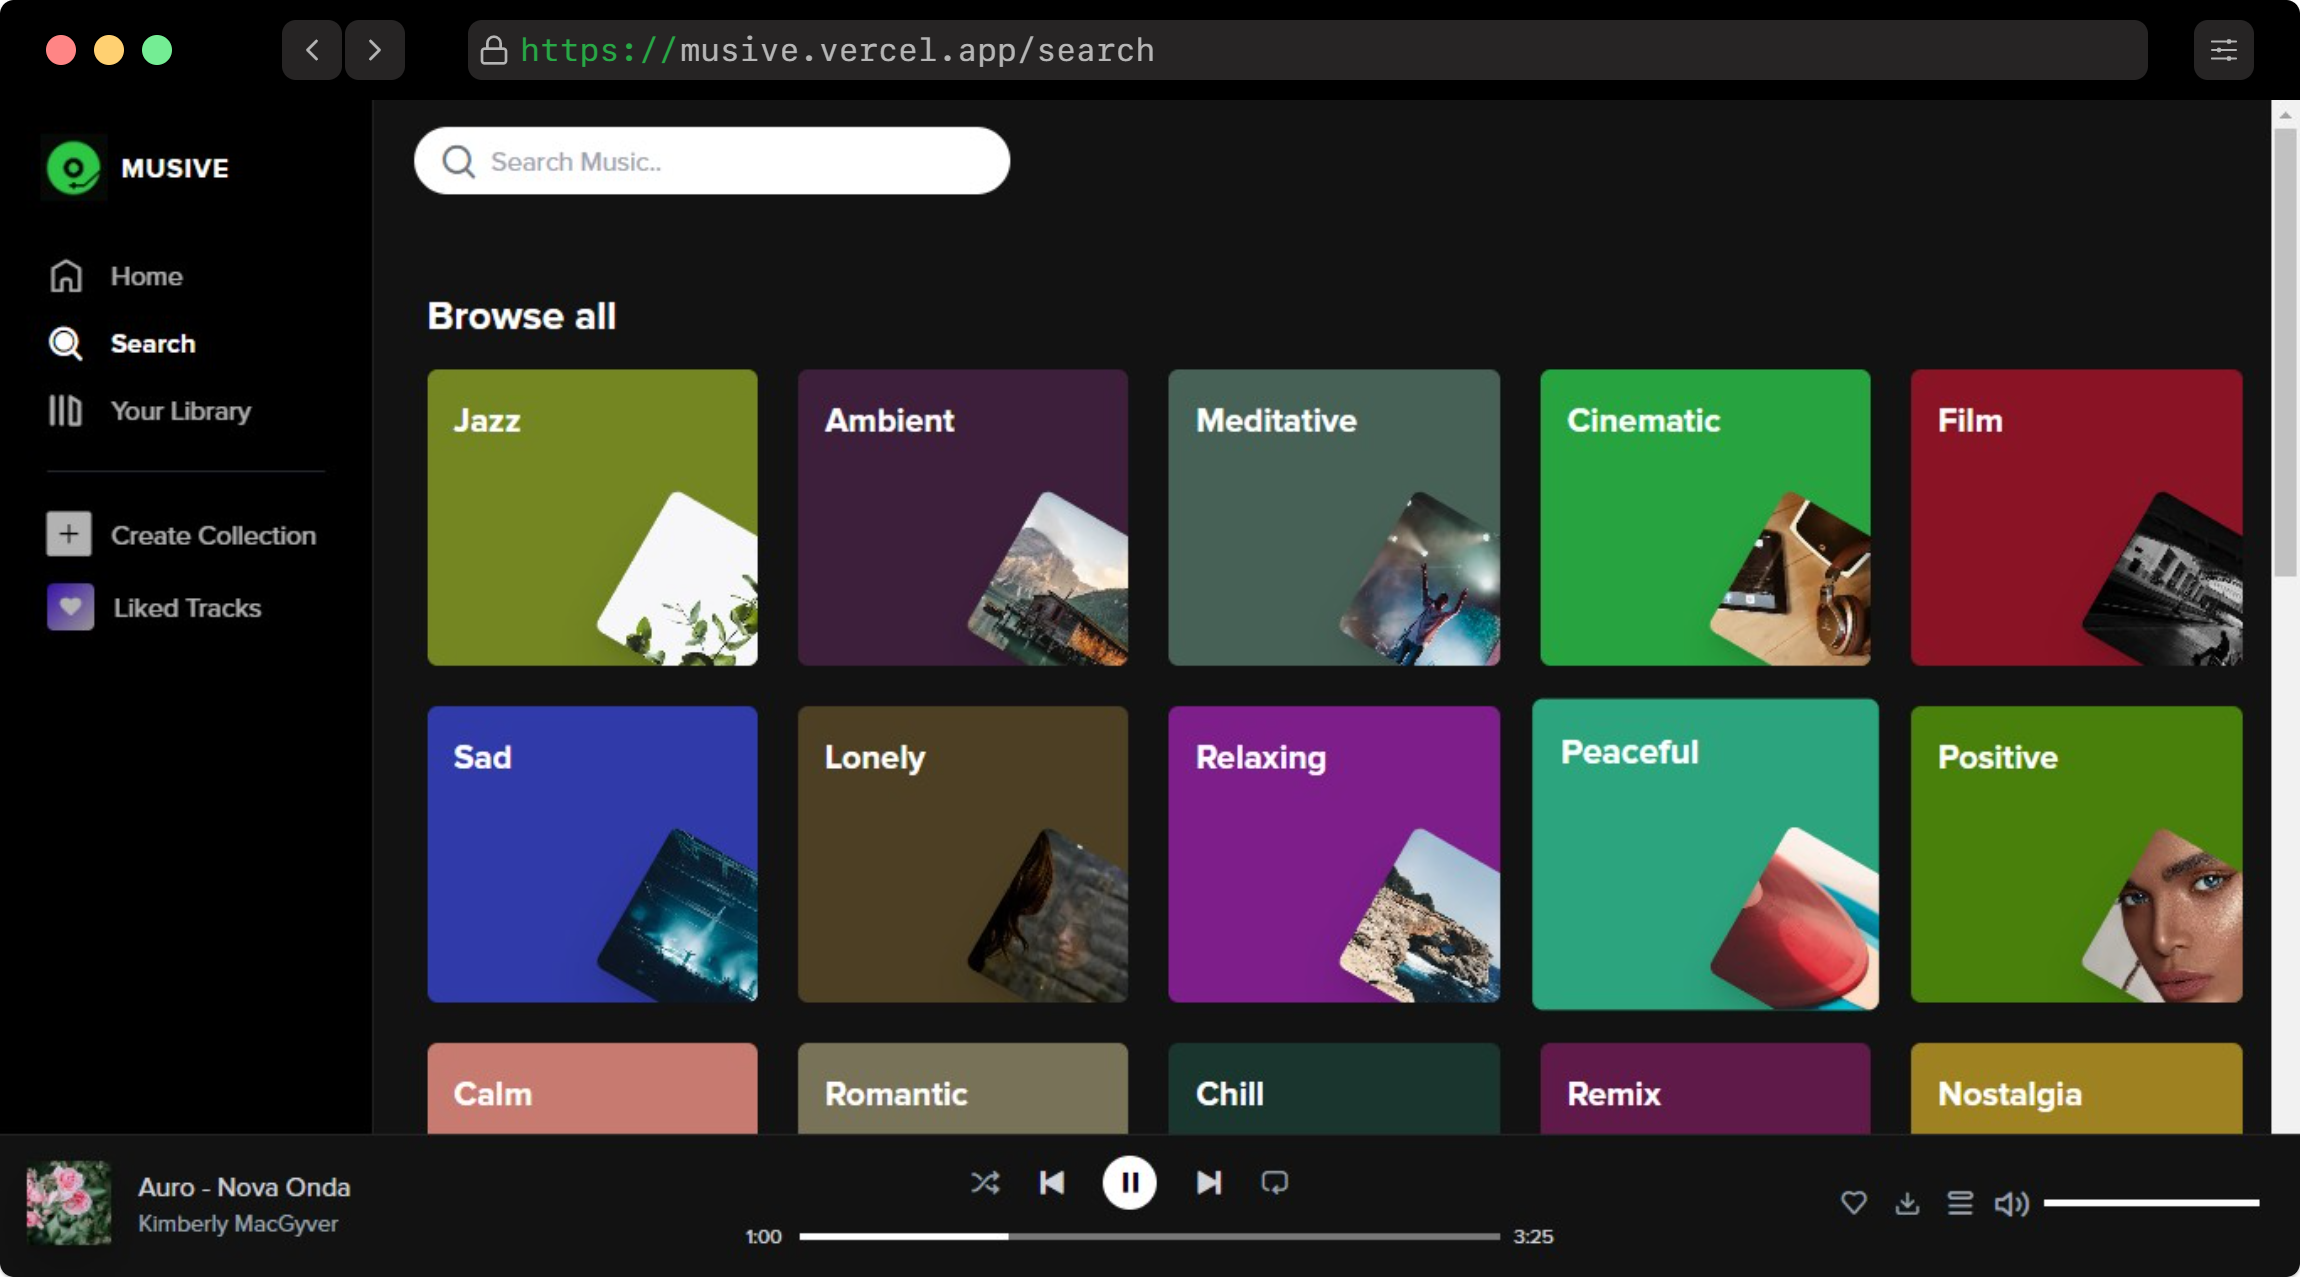 https://musive.vercel.app/search
MUSIVE
Home
Search
Your Library
Create Collection
Liked Tracks
Search Music..
Browse all
Jazz
Ambient
Meditative
Cinematic
Film
Sad
Lonely
Relaxing
Peaceful
Positive
Calm
Romantic
Chill
Remix
Nostalgia
Auro - Nova Onda
Kimberly MacGyver
1:00
3:25